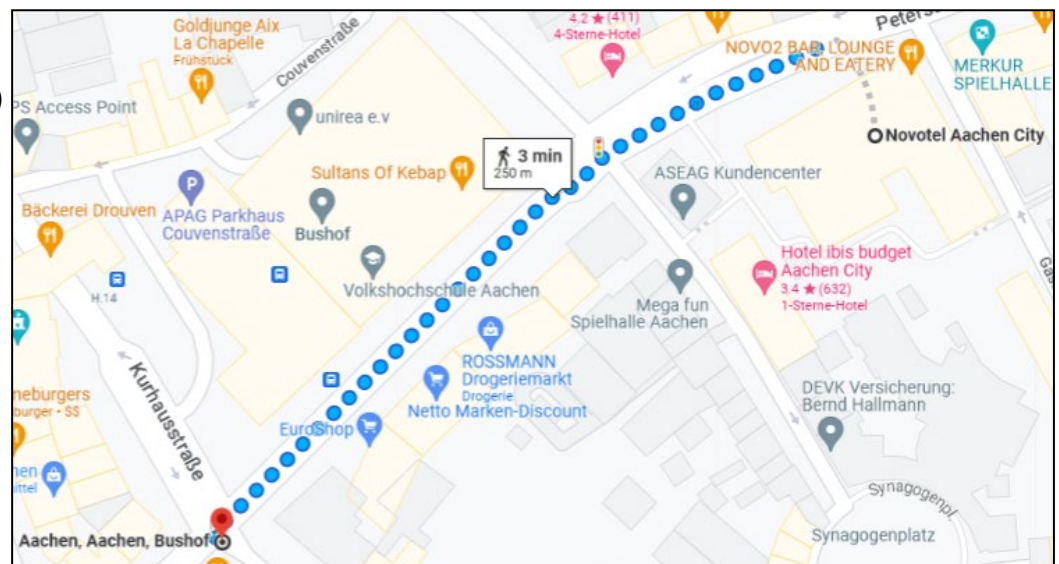 Goldjunge Aix
La Chapelle
Frühstück
Couvenstraße
4,2 ★ (411)
4-Sterne-Hotel
NOVO2 BAR, LOUNGE
AND EATERY
MERKUR
SPIELHALLE
PS Access Point
unirea e.v
3 min
250 m
Novotel Aachen City
Sultans Of Kebap
ASEAG Kundencenter
Bäckerei Drouven
P
APAG Parkhaus
Couvenstraße
Bushof
Volkshochschule Aachen
H.14
Hotel ibis budget
Aachen City
3,4 ★ (632)
1-Sterne-Hotel
Mega fun
Spielhalle Aachen
Kurhausstraße
ROSSMANN
Drogeriemarkt
Drogerie
Netto Marken-Discount
EuroShop
DEVK Versicherung:
Bernd Hallmann
neburgers
burger - $$
Synagogenpl.
Synagogenplatz
Aachen, Aachen, Bushof